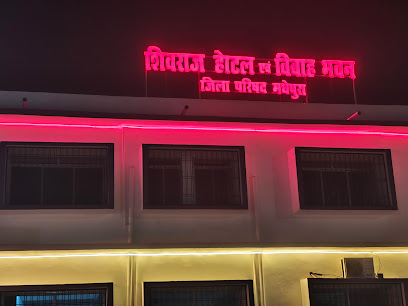 शिवराज होटल एवं विवाह भवन
जिला परिषद मधेपुरा